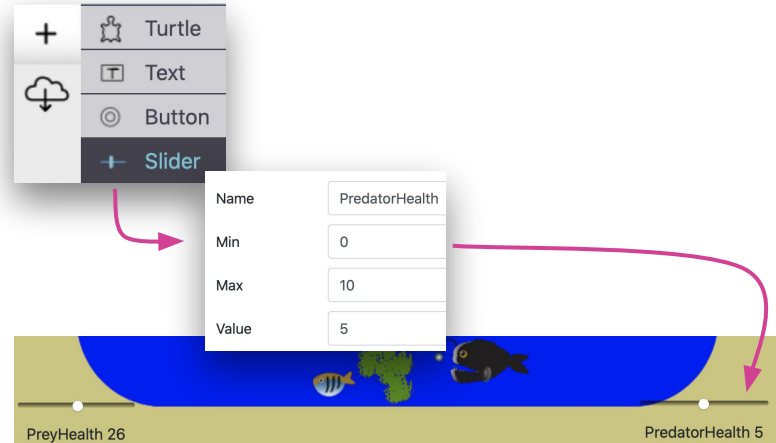 Turtle
Text
Button
Slider
Name PredatorHealth
Min 0
Max 10
Value 5
PreyHealth 26
PredatorHealth 5